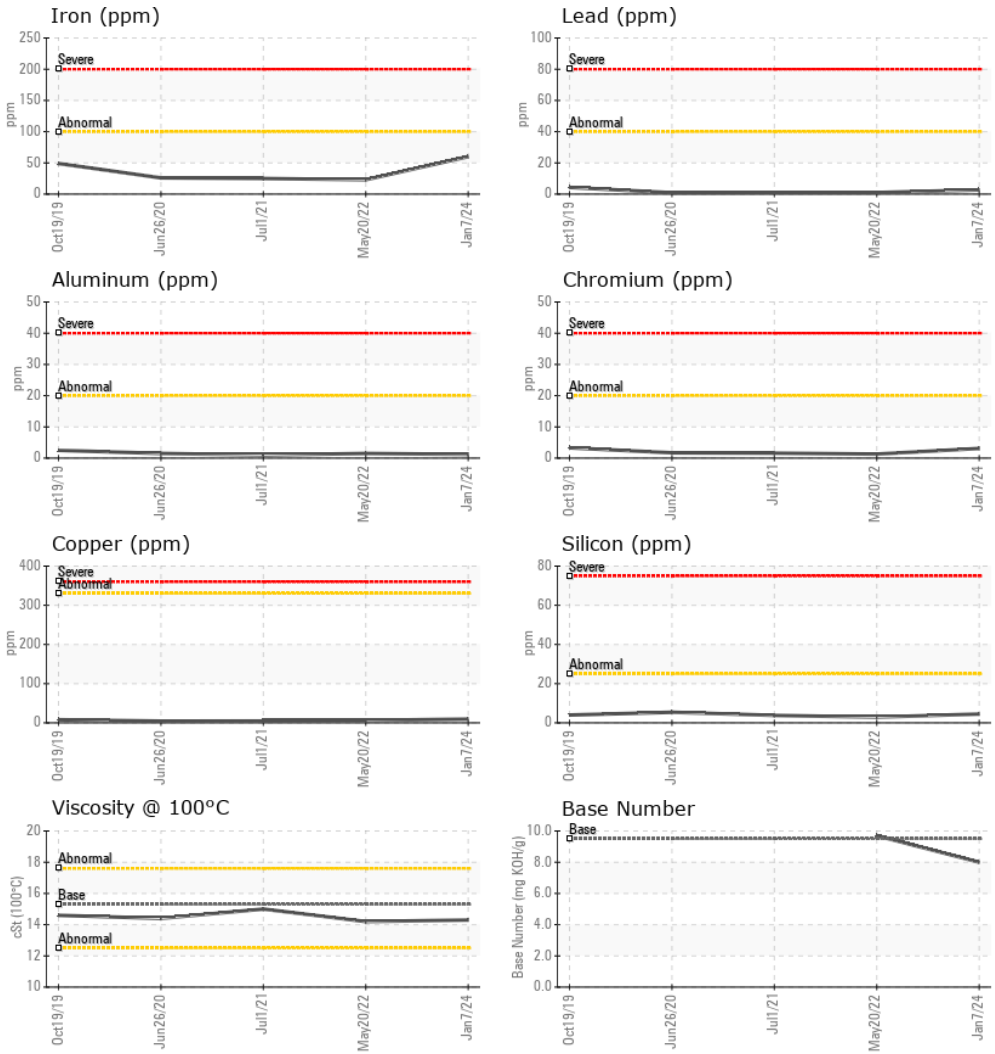 Iron (ppm)
250
200
150
100
50
0
ppm
Severe
Abnormal
Oct19/19
Jun26/20
Jul1/21
May20/22
Jan7/24
Lead (ppm)
100
80
60
40
20
0
ppm
Severe
Abnormal
Oct19/19
Jun26/20
Jul1/21
May20/22
Jan7/24
Aluminum (ppm)
50
40
30
20
10
0
ppm
Severe
Abnormal
Oct19/19
Jun26/20
Jul1/21
May20/22
Jan7/24
Chromium (ppm)
50
40
30
20
10
0
ppm
Severe
Abnormal
Oct19/19
Jun26/20
Jul1/21
May20/22
Jan7/24
Copper (ppm)
400
300
200
100
0
ppm
Severe
Abnormal
Oct19/19
Jun26/20
Jul1/21
May20/22
Jan7/24
Silicon (ppm)
80
60
40
20
0
ppm
Severe
Abnormal
Oct19/19
Jun26/20
Jul1/21
May20/22
Jan7/24
Viscosity @ 100°C
20
18
16
14
12
10
cSt (100°C)
Abnormal
Base
Abnormal
Oct19/19
Jun26/20
Jul1/21
May20/22
Jan7/24
Base Number
10.0
8.0
6.0
4.0
2.0
0.0
Base Number (mg KOH/g)
Base
Oct19/19
Jun26/20
Jul1/21
May20/22
Jan7/24